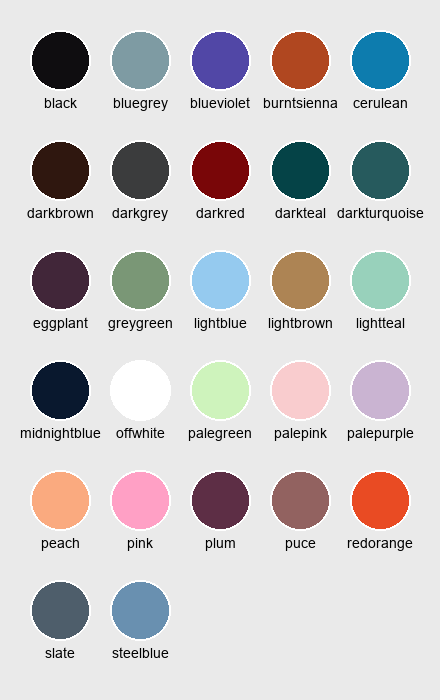 black bluegrey blueviolet burntsienna cerulean
darkbrown darkgrey darkred darkteal darkturquoise
eggplant greygreen lightblue lightbrown lightteal
midnightblue offwhite palegreen palepink palepurple
peach pink plum puce redorange
slate steelblue